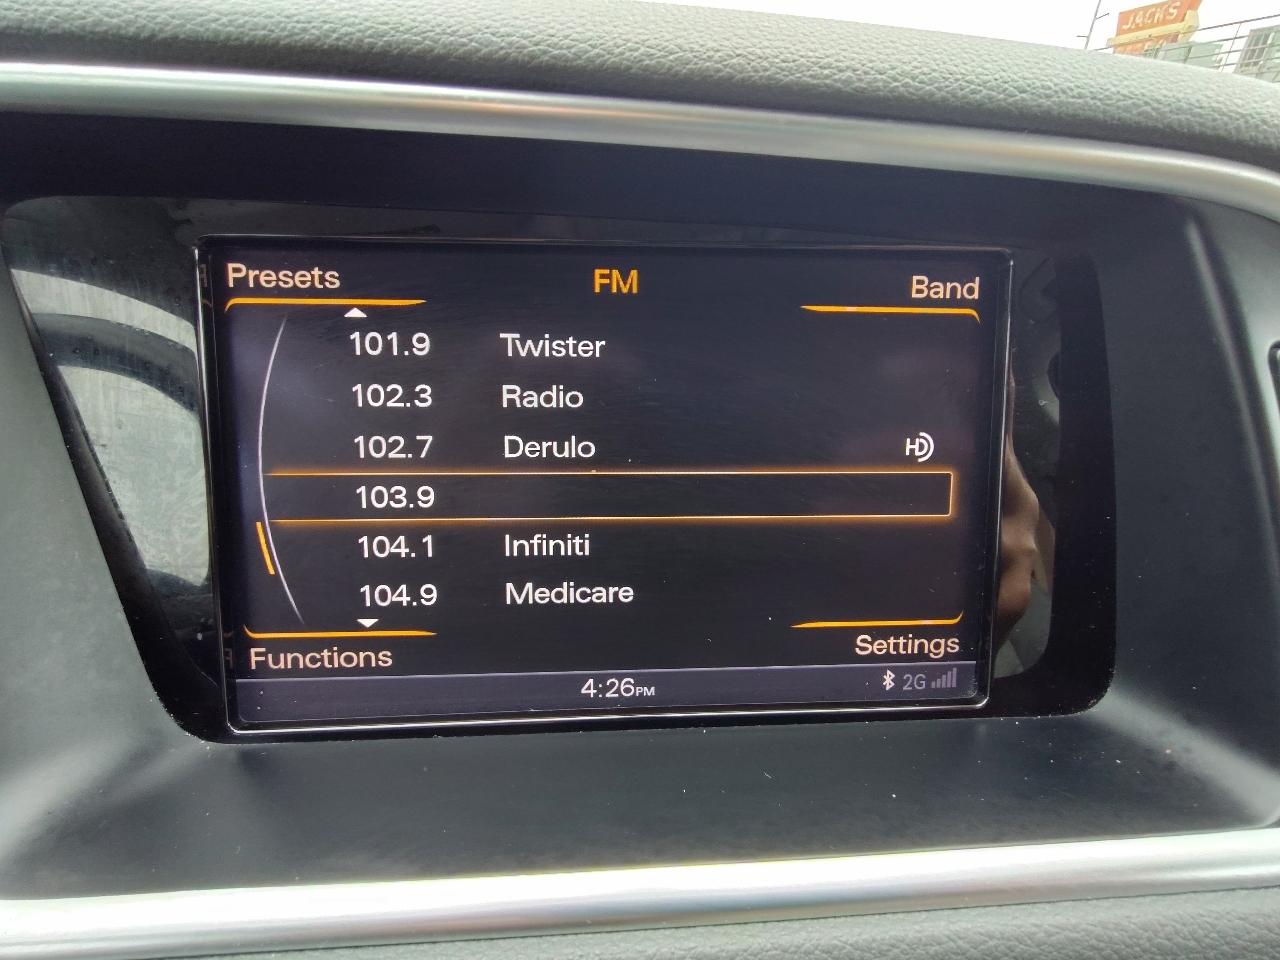 JACKS
Presets FM Band
101.9 Twister
102.3 Radio
102.7 Derulo HD
103.9
104.1 Infiniti
104.9 Medicare
Functions Settings
4:26PM 2G